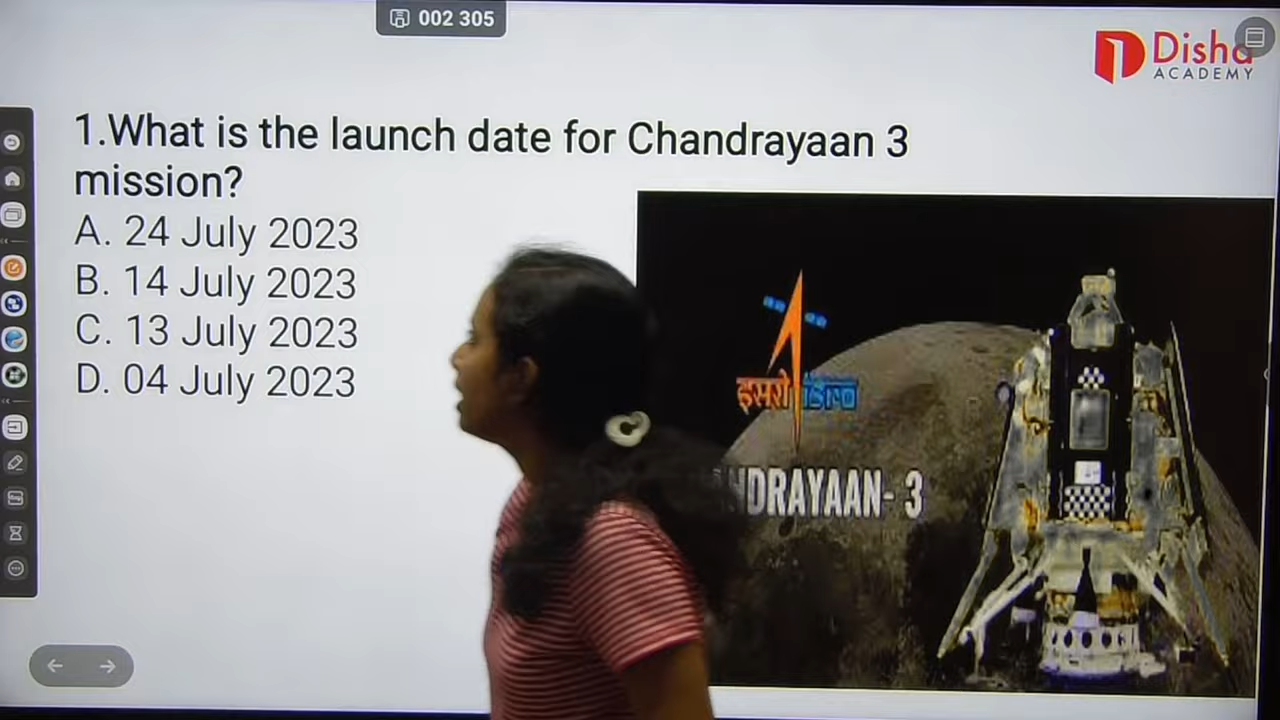 002 305
Disha
ACADEMY
1.What is the launch date for Chandrayaan 3
mission?
A. 24 July 2023
B. 14 July 2023
C. 13 July 2023
D. 04 July 2023
इसरो isro
NDRAYAAN- 3